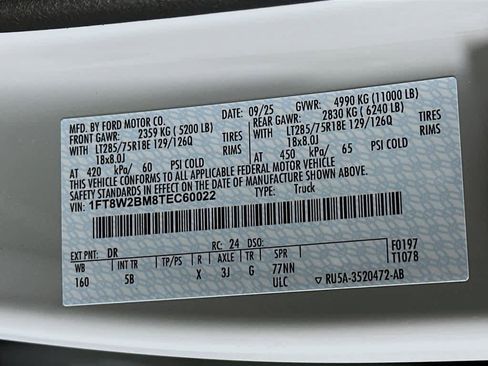 MFD. BY FORD MOTOR CO. DATE: 09/25 GVWR: 4990 KG (11000 LB)
FRONT GAWR: 2359 KG (5200 LB) REAR GAWR: 2830 KG (6240 LB)
WITH LT285/75R18E 129/126Q TIRES WITH LT285/75R18E 129/126Q TIRES
18x8.0J RIMS 18x8.0J RIMS
AT 420 kPa/ 60 PSI COLD AT 450 kPa/ 65 PSI COLD
THIS VEHICLE CONFORMS TO ALL APPLICABLE FEDERAL MOTOR VEHICLE
SAFETY STANDARDS IN EFFECT ON THE DATE OF MANUFACTURE SHOWN ABOVE.
VIN: 1FT8W2BM8TEC60022 TYPE: Truck
EXT PNT: DR RC: 24 DSO: F0197
WB INT TR TP/PS R AXLE TR SPR T1078
160 5B X 3J G 77NN
ULC ▼ RU5A-3520472-AB